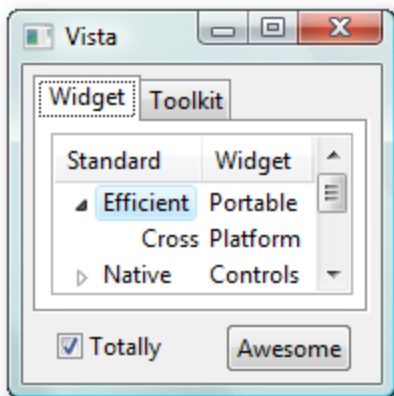 Vista
Widget Toolkit
Standard Widget
Efficient Portable
Cross Platform
Native Controls
Totally Awesome